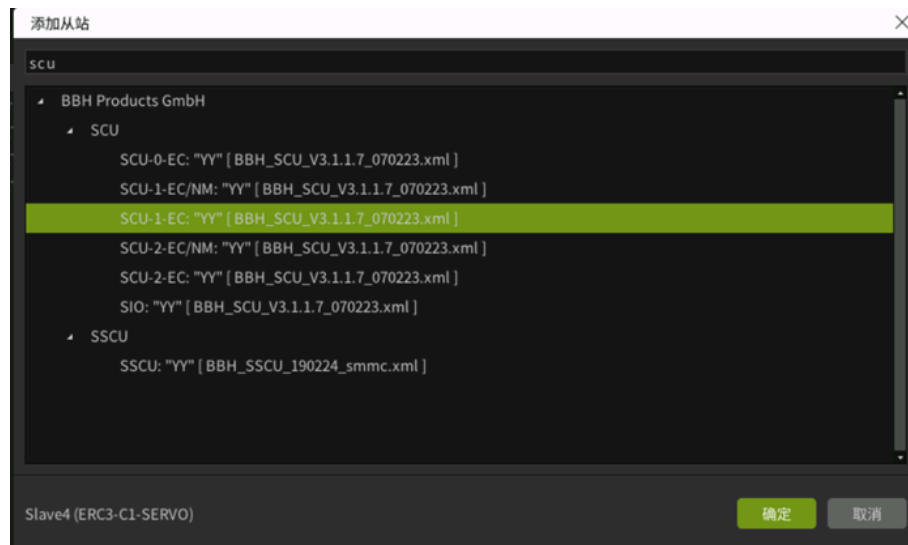 添加从站
scu
BBH Products GmbH
SCU
SCU-0-EC: "YY" [ BBH_SCU_V3.1.1.7_070223.xml ]
SCU-1-EC/NM: "YY" [ BBH_SCU_V3.1.1.7_070223.xml ]
SCU-1-EC: "YY" [ BBH_SCU_V3.1.1.7_070223.xml ]
SCU-2-EC/NM: "YY" [ BBH_SCU_V3.1.1.7_070223.xml ]
SCU-2-EC: "YY" [ BBH_SCU_V3.1.1.7_070223.xml ]
SIO: "YY" [ BBH_SCU_V3.1.1.7_070223.xml ]
SSCU
SSCU: "YY" [ BBH_SSCU_190224_smmc.xml ]
Slave4 (ERC3-C1-SERVO) 确定 取消